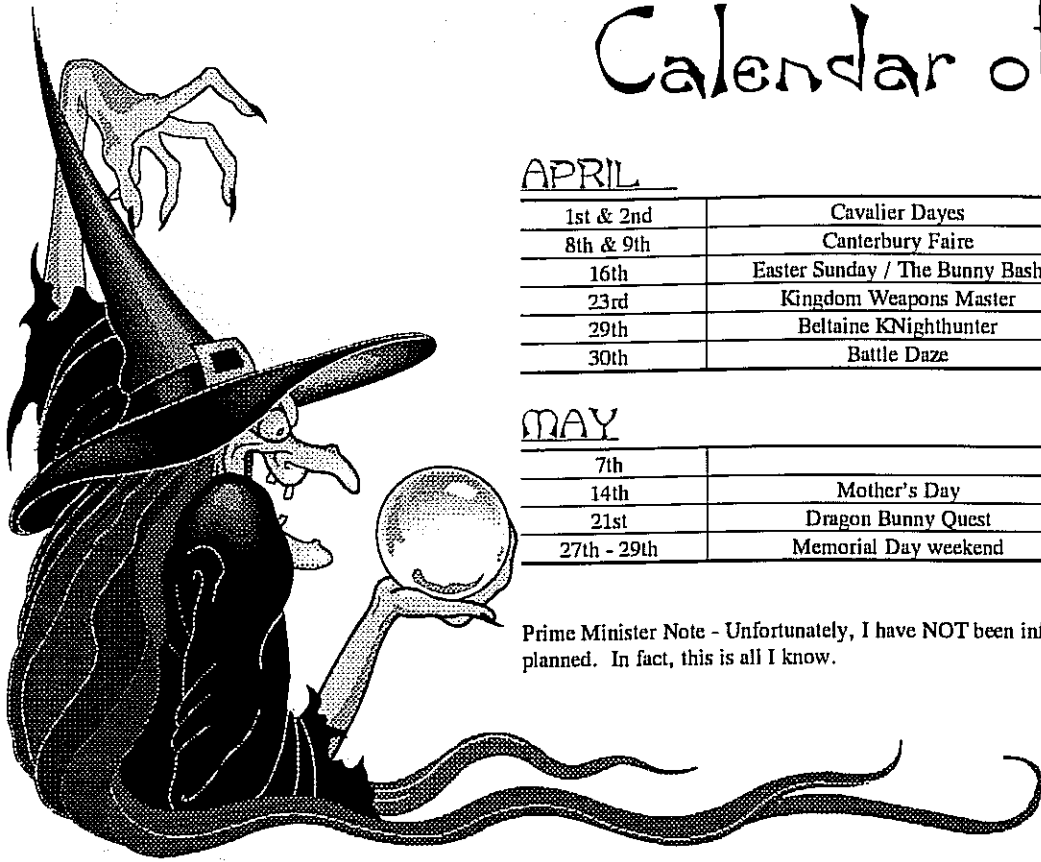 Calendar of
APRIL
1st & 2nd Cavalier Dayes
8th & 9th Canterbury Faire
16th Easter Sunday / The Bunny Bash
23rd Kingdom Weapons Master
29th Beltaine KNighthunter
30th Battle Daze
MAY
7th
14th Mother's Day
21st Dragon Bunny Quest
27th - 29th Memorial Day weekend
Prime Minister Note - Unfortunately, I have NOT been
planned. In fact, this is all I know.